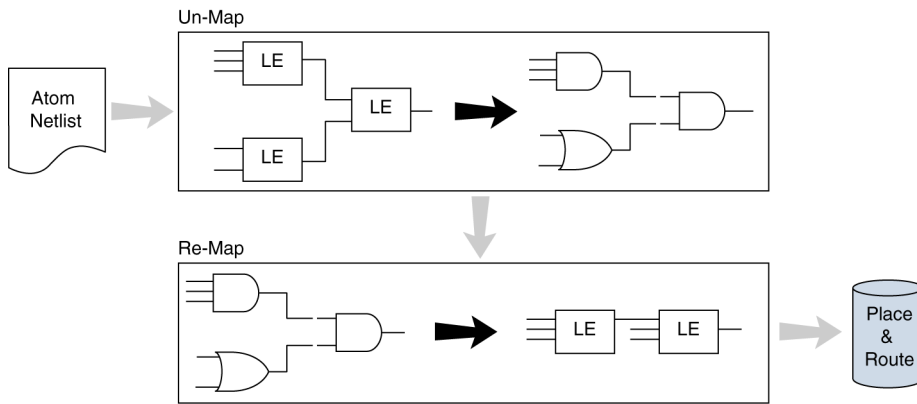 Un-Map
Atom
Netlist
LE
LE
LE
Re-Map
LE
LE
Place
&
Route